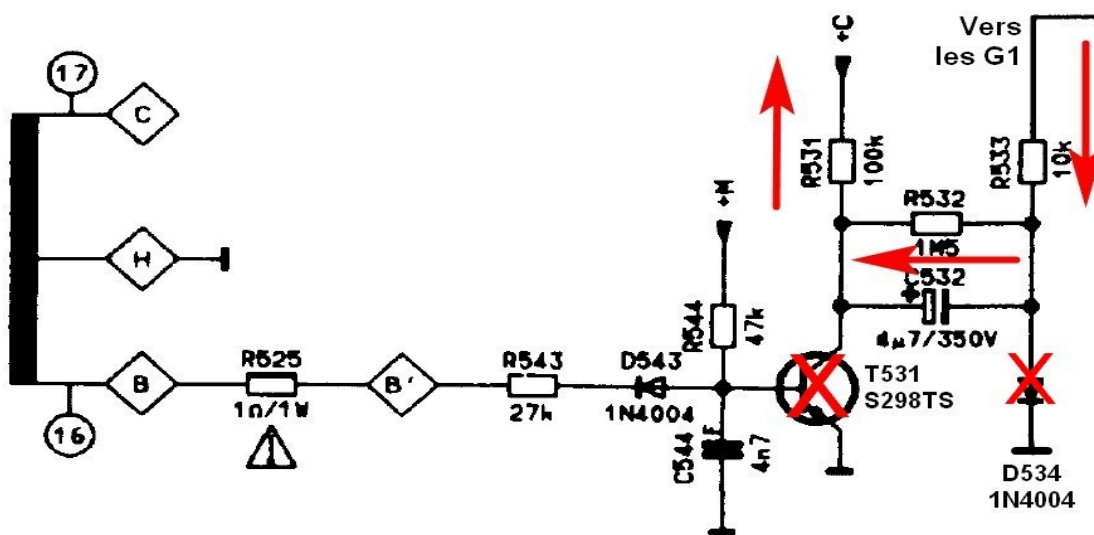 17
C
H
B
16
R525
1n/1W
B'
R543
27k
D543
1N4004
+M
R544
47k
C544
4n7
+C
R531
100k
R532
1M5
C532
+
4µ7/350V
T531
S298TS
Vers
les G1
R533
10k
D534
1N4004